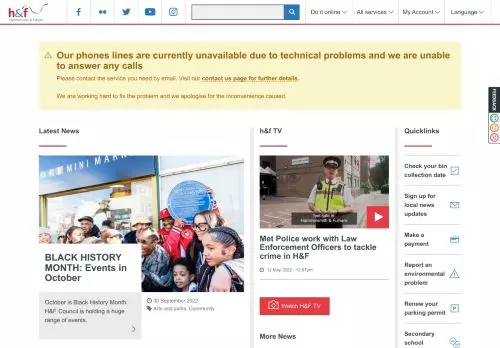 h&f
Do it online
All services
My Account
Language
Our phones lines are currently unavailable due to technical problems and we are unable
to answer any calls
Please contact the service you need by email. Visit our contact us page for further details.
We are working hard to fix the problem and we apologise for the inconvenience caused.
FEEDBACK
Latest News
MINI MARK
BLACK HISTORY
MONTH: Events in
October
October is Black History Month.
H&F Council is holding a
huge range of events.
30 September 2022
Arts and parks, Community
h&f TV
Feel safe in
Hammersmith & Fulham
Met Police work with Law
Enforcement Officers to tackle
crime in H&F
12 May 2022 - 12:67pm
Watch H&F TV
More News
Quicklinks
Check your bin
collection date
Sign up for
local news
updates
Make a
payment
Report an
environmental
problem
Renew your
parking permit
Secondary
school